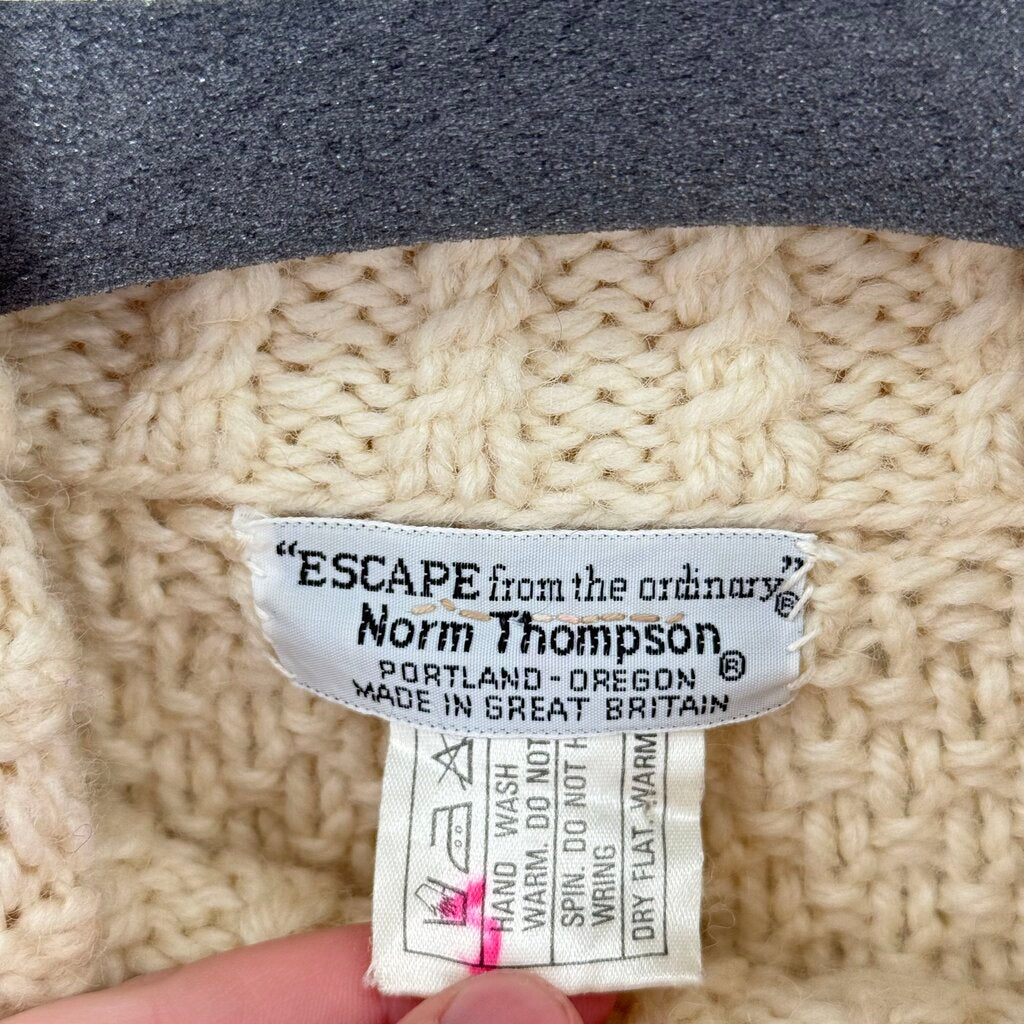 "ESCAPE from the ordinary"®
Norm Thompson®
PORTLAND-OREGON
MADE IN GREAT BRITAIN
HAND WASH
WARM. DO NOT
SPIN. DO NOT
WRING
DRY FLAT. WARM